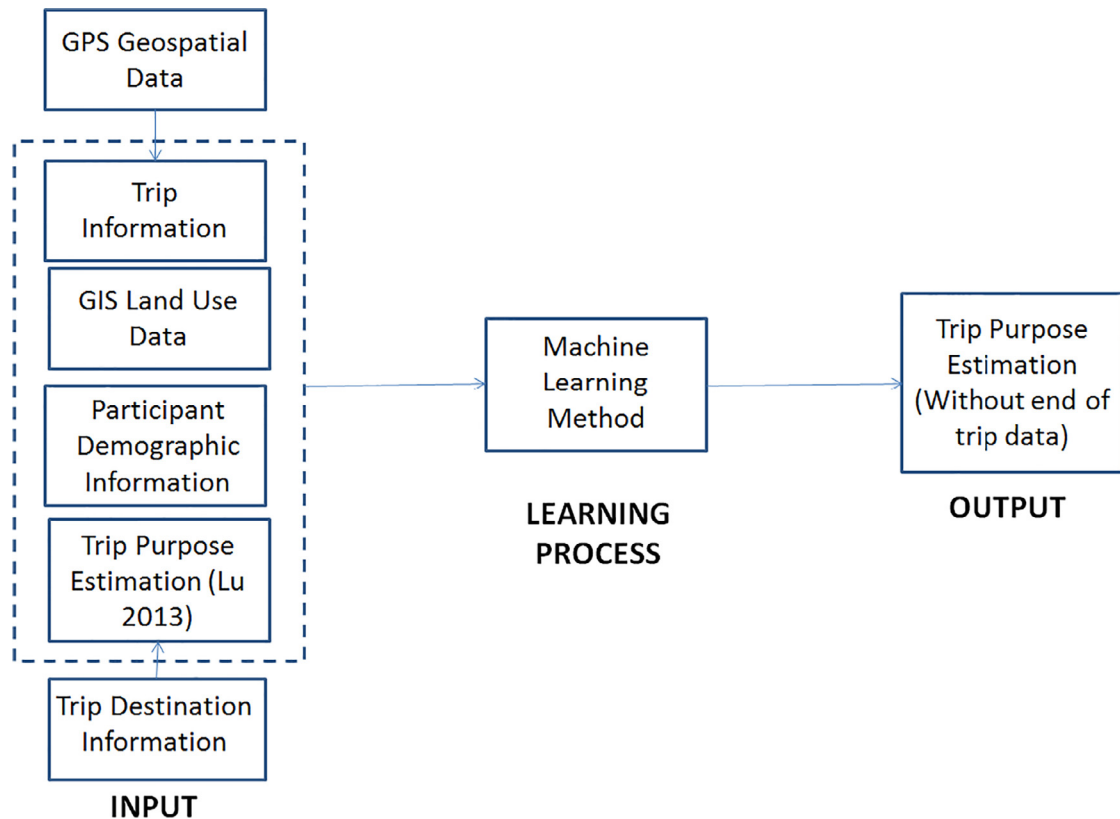 GPS Geospatial
Data
Trip
Information
GIS Land Use
Data
Participant
Demographic
Information
Trip Purpose
Estimation (Lu
2013)
Trip Destination
Information
INPUT
Machine
Learning
Method
LEARNING
PROCESS
Trip Purpose
Estimation
(Without end of
trip data)
OUTPUT